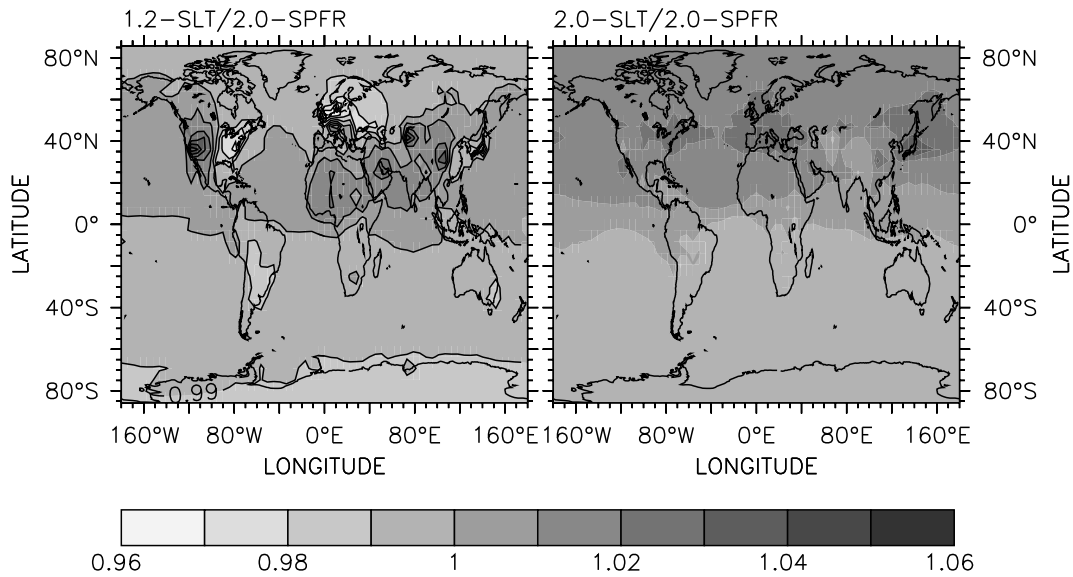 1.2-SLT/2.0-SPFR
2.0-SLT/2.0-SPFR
80°N
40°N
0°
40°S
80°S
LATITUDE
0.99
160°W 80°W 0°E 80°E 160°E
LONGITUDE
160°W 80°W 0°E 80°E 160°E
LONGITUDE
80°N
40°N
0°
40°S
80°S
LATITUDE
0.96 0.98 1 1.02 1.04 1.06